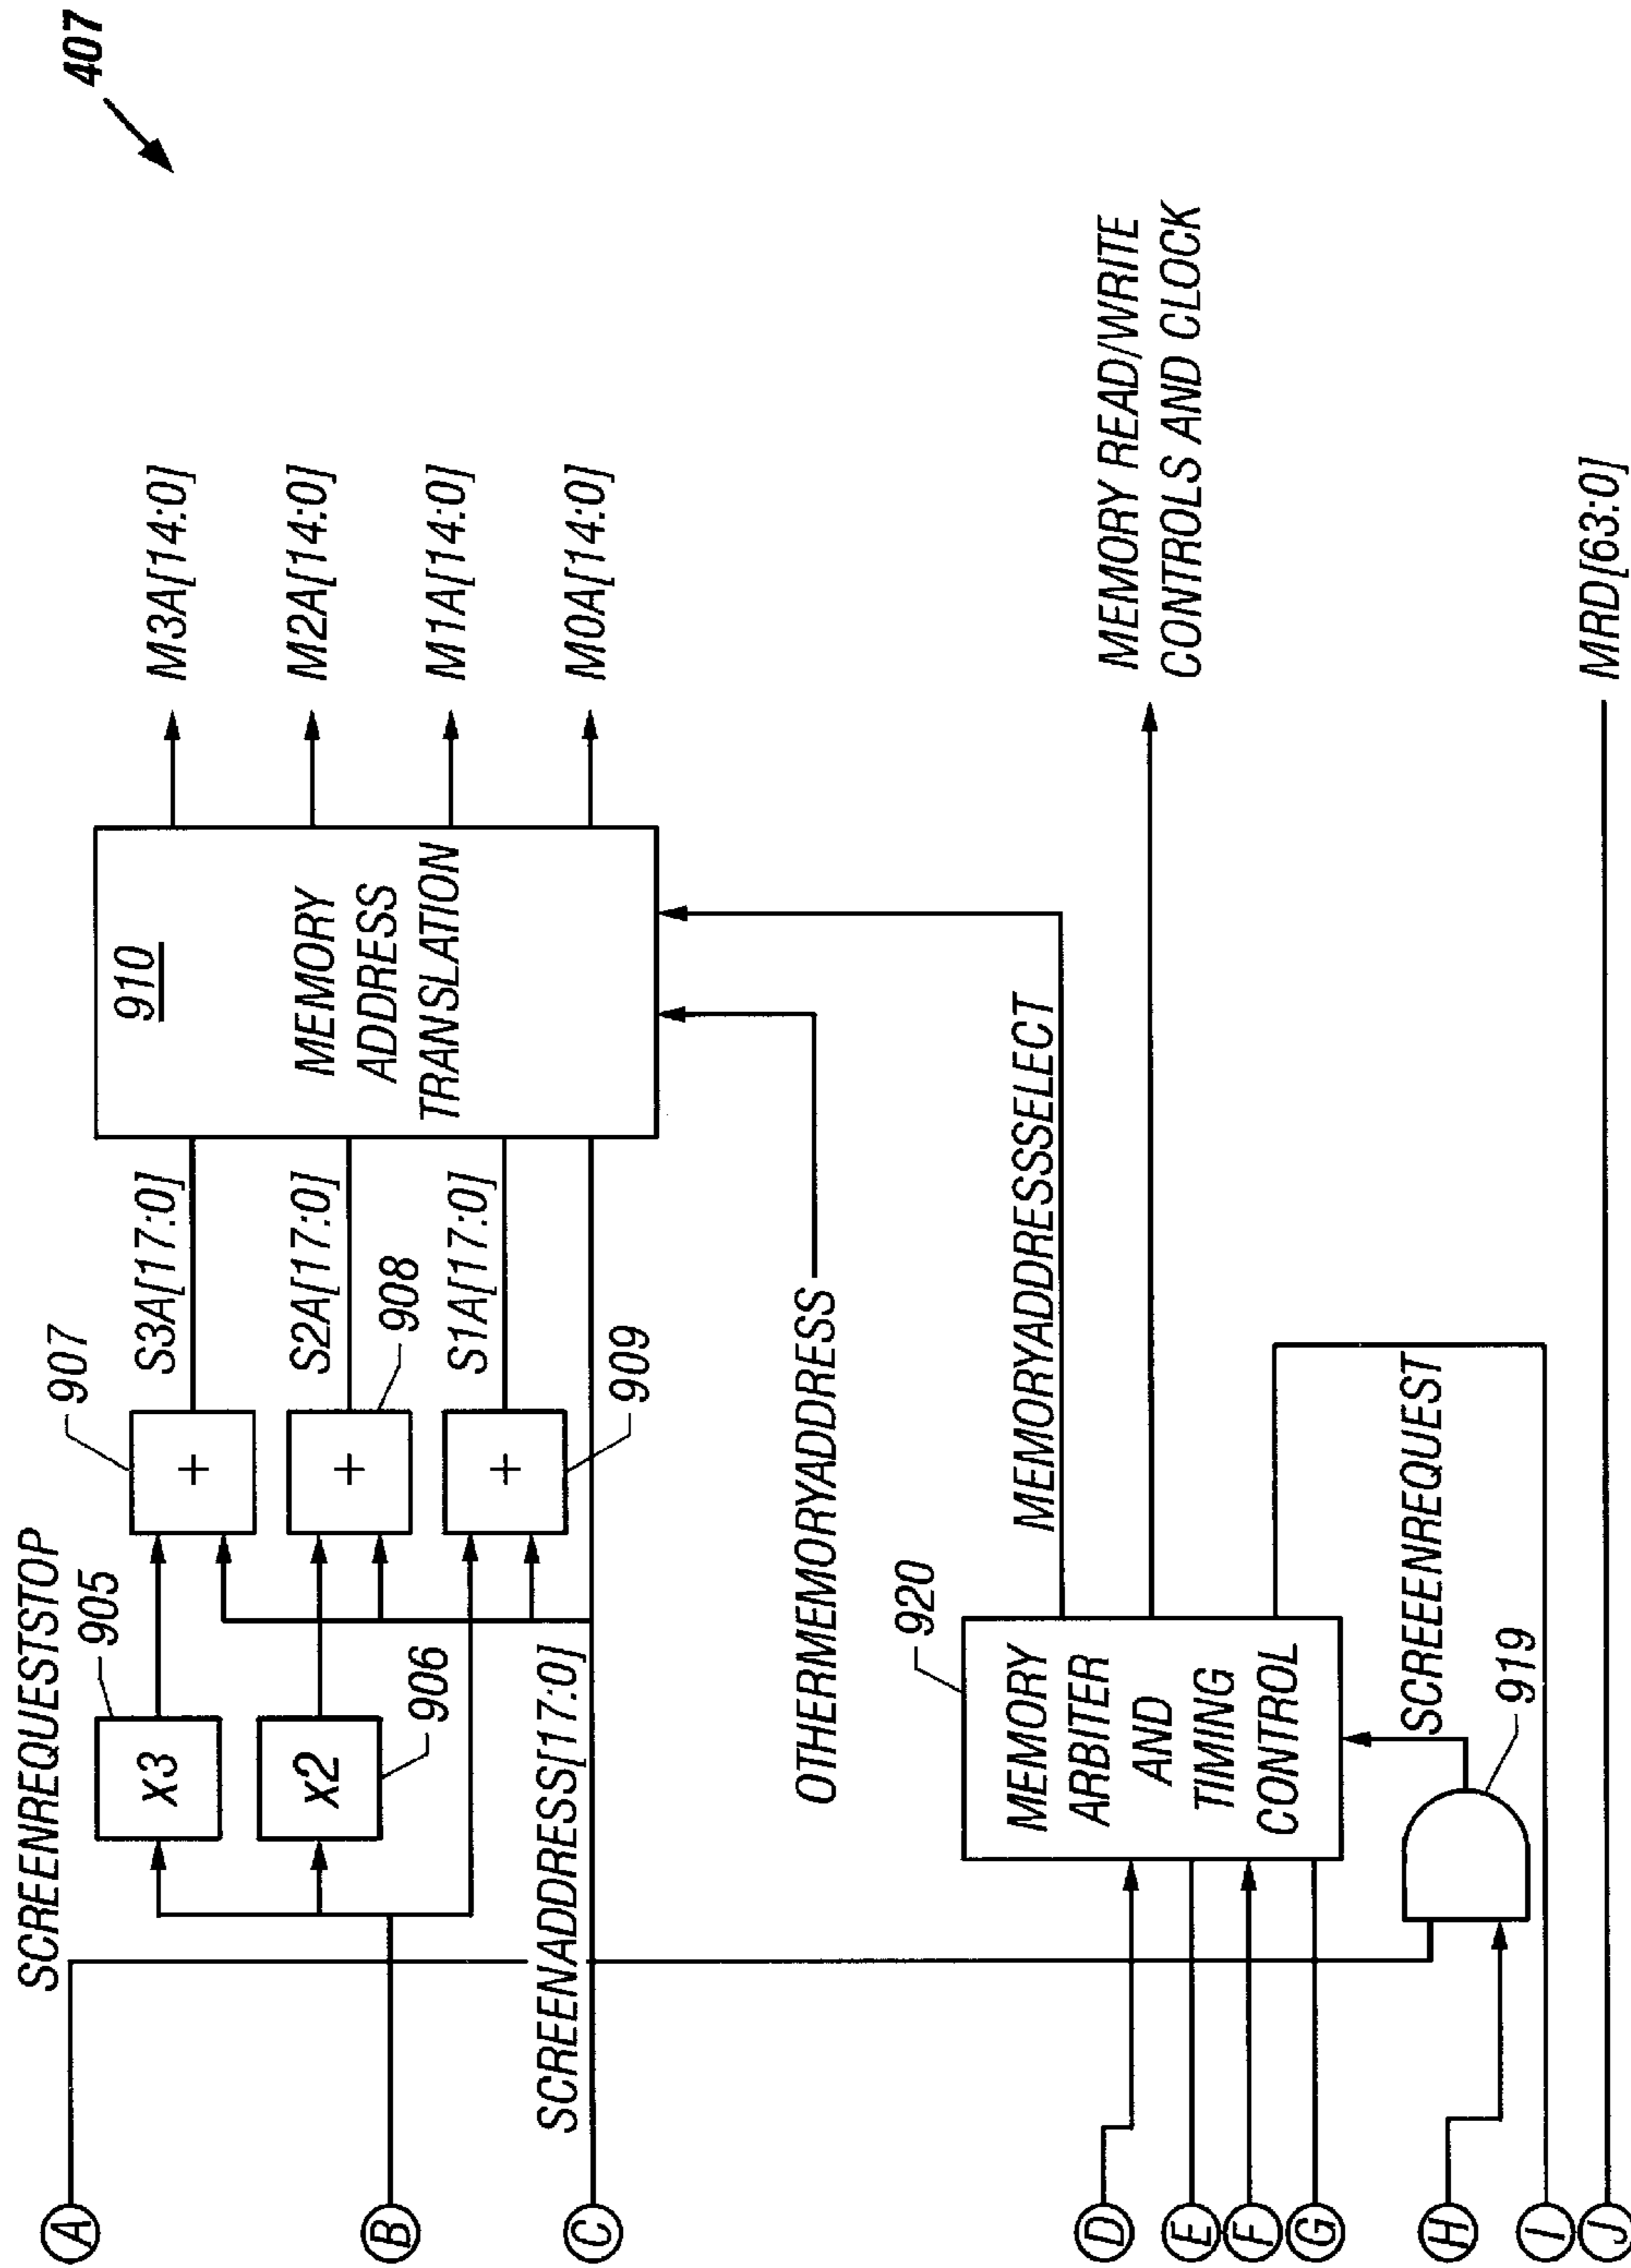 407
SCREENREQUESTSTOP
A
B
905
x3
x2
906
907
+
+
908
+
909
S3A[17:0]
S2A[17:0]
S1A[17:0]
910
MEMORY
ADDRESS
TRANSLATION
M3A[14:0]
M2A[14:0]
M1A[14:0]
M0A[14:0]
SCREENADDRESS[17:0]
C
OTHERMEMORYADDRESS
MEMORYADDRESSSELECT
920
MEMORY
ARBITER
AND
TIMING
CONTROL
MEMORY READ/WRITE
CONTROLS AND CLOCK
D
E
F
G
SCREEENREQUEST
919
H
I
J
MRD[63:0]